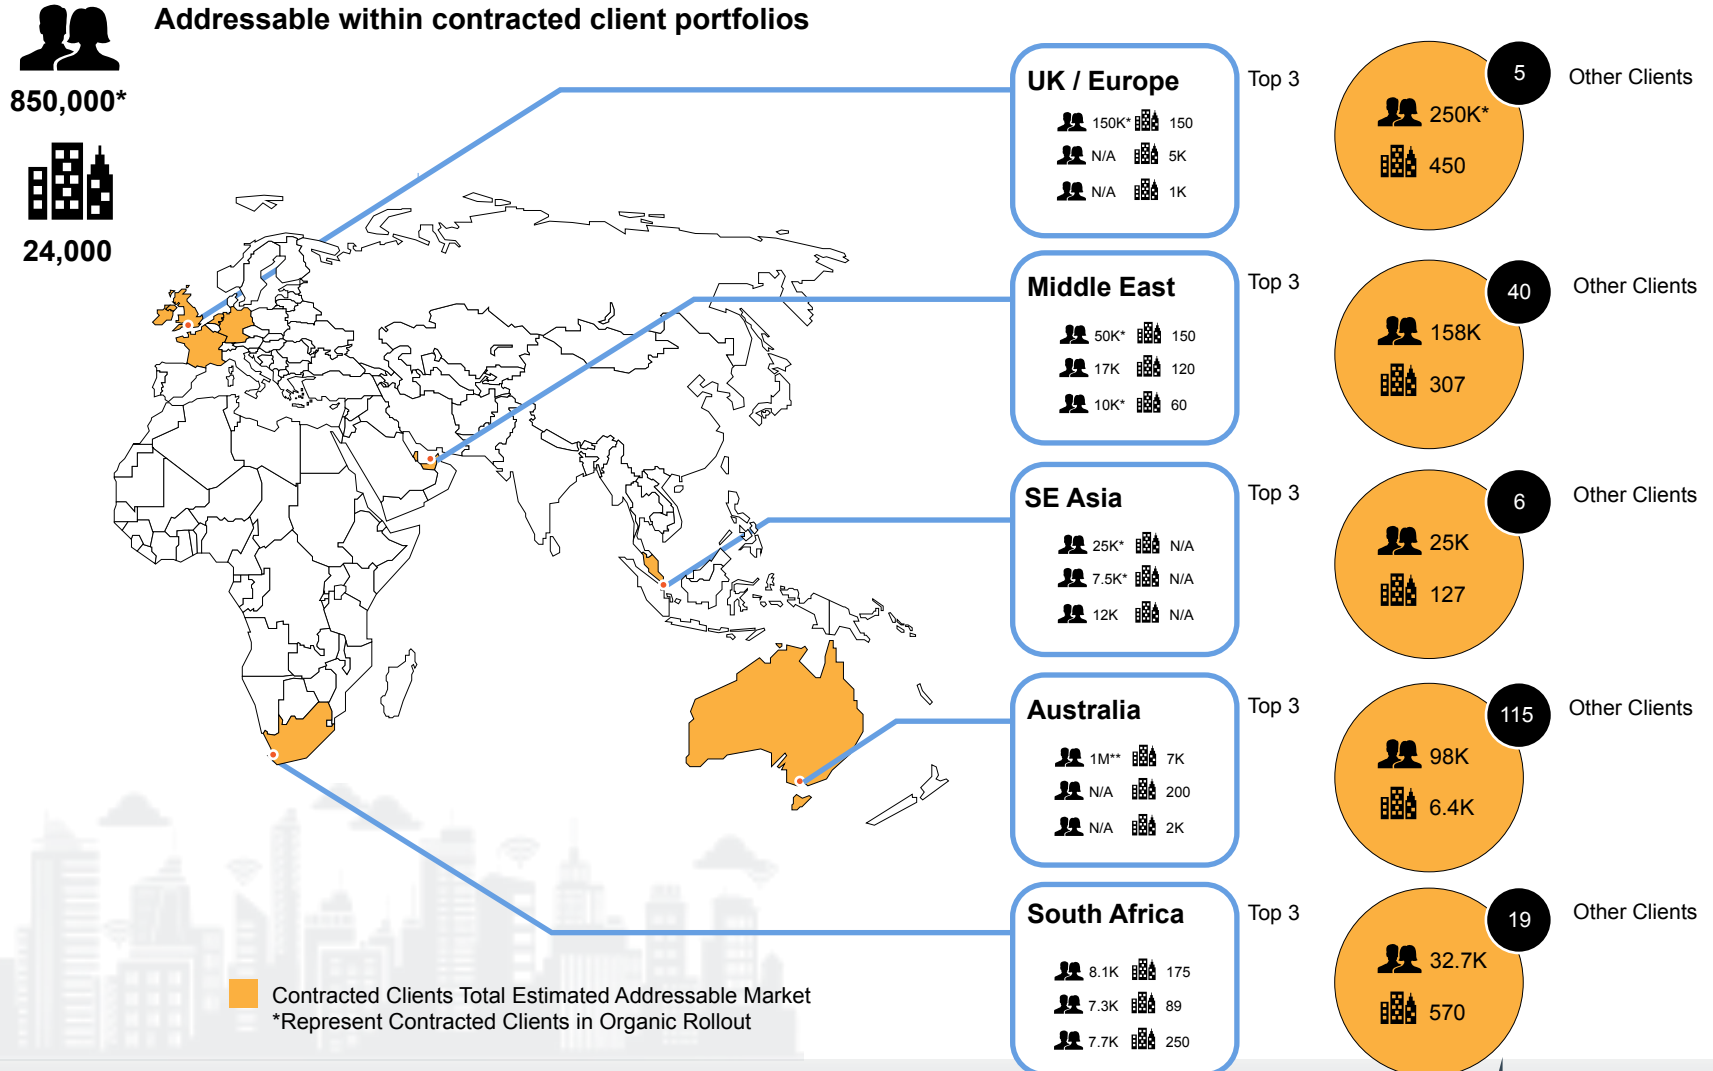 Addressable within contracted client portfolios
850,000*
24,000
UK / Europe
150K* 150
N/A 5K
N/A 1K
Top 3
5
Other Clients
250K*
450
Middle East
50K* 150
17K 120
10K* 60
Top 3
40
Other Clients
158K
307
SE Asia
25K* N/A
7.5K* N/A
12K N/A
Top 3
6
Other Clients
25K
127
Australia
1M** 7K
N/A 200
N/A 2K
Top 3
115
Other Clients
98K
6.4K
South Africa
8.1K 175
7.3K 89
7.7K 250
Top 3
19
Other Clients
32.7K
570
Contracted Clients Total Estimated Addressable Market
*Represent Contracted Clients in Organic Rollout